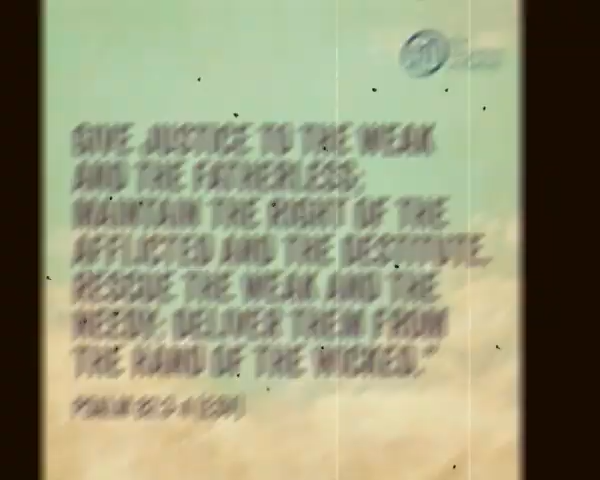 GIVE JUSTICE TO THE WEAK
AND THE FATHERLESS;
MAINTAIN THE RIGHT OF THE
AFFLICTED AND THE DESTITUTE.
RESCUE THE WEAK AND THE
NEEDY; DELIVER THEM FROM
THE HAND OF THE WICKED."
PSALM 82:3-4 (ESV)